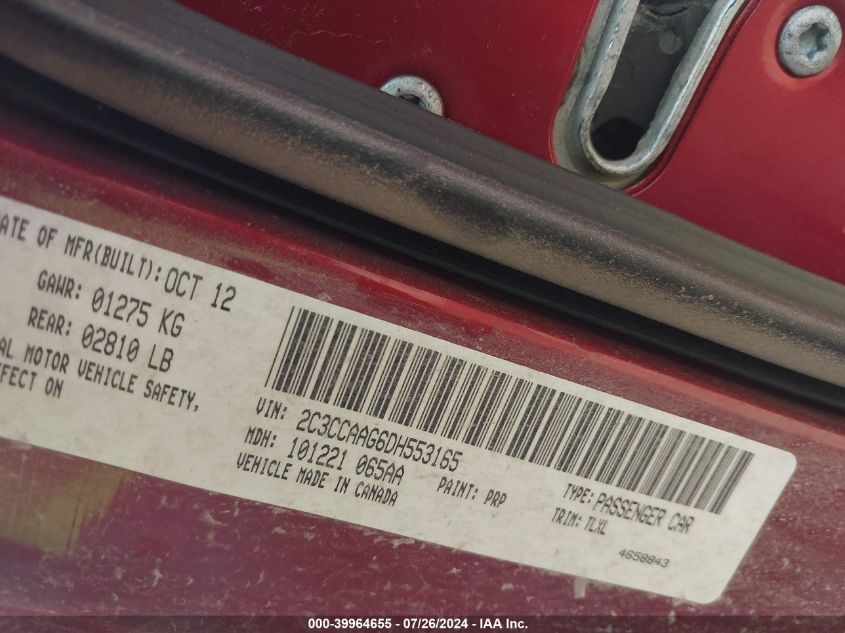 ATE OF MFR(BUILT): OCT 12
GAWR: 01275 KG
REAR: 02810 LB
AL MOTOR VEHICLE SAFETY,
FFECT ON
VIN: 2C3CCAAG6DH553165
MDH: 101221 065AA
PAINT: PRP
VEHICLE MADE IN CANADA
TYPE: PASSENGER CAR
TRIM: TLXL
4658843
000-39964655 - 07/26/2024 - IAA Inc.